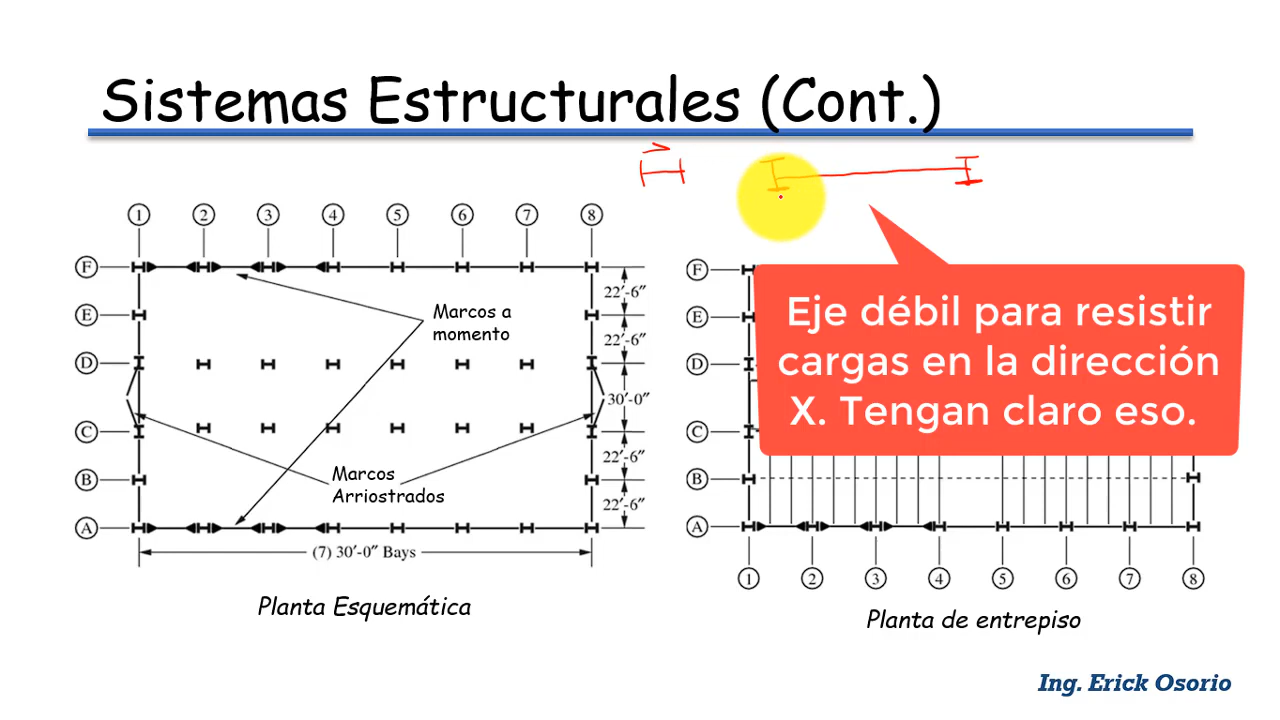 Sistemas Estructurales (Cont.)
1 2 3 4 5 6 7 8
F
E
D
C
B
A
22′-6″
22′-6″
30′-0″
22′-6″
22′-6″
Marcos a
momento
Marcos
Arriostrados
(7) 30′-0″ Bays
Planta Esquemática
F
E
D
C
B
A
Eje débil para resistir
cargas en la dirección
X. Tengan claro eso.
1 2 3 4 5 6 7 8
Planta de entrepiso
Ing. Erick Osorio